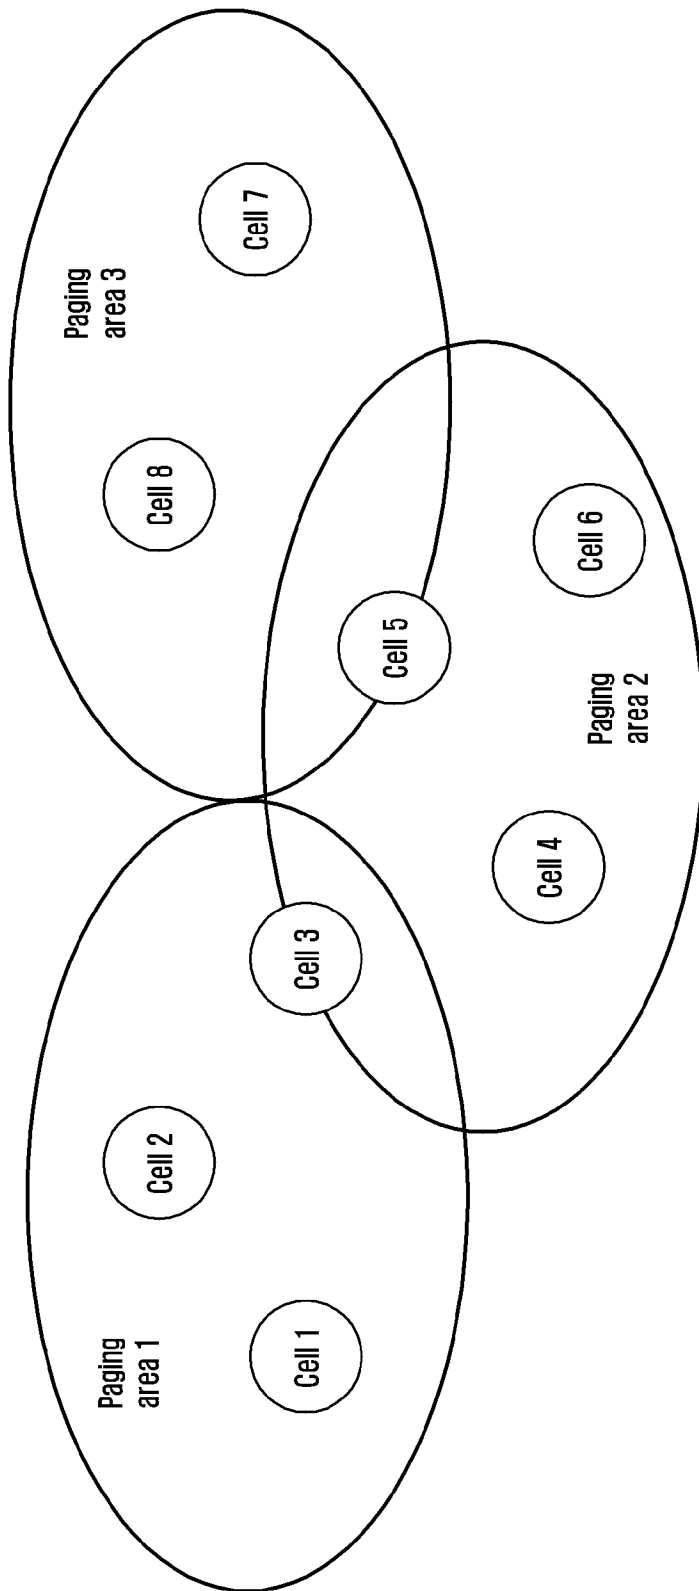 Paging
area 1
Cell 1
Cell 2
Cell 3
Cell 4
Paging
area 2
Cell 5
Cell 6
Cell 8
Paging
area 3
Cell 7